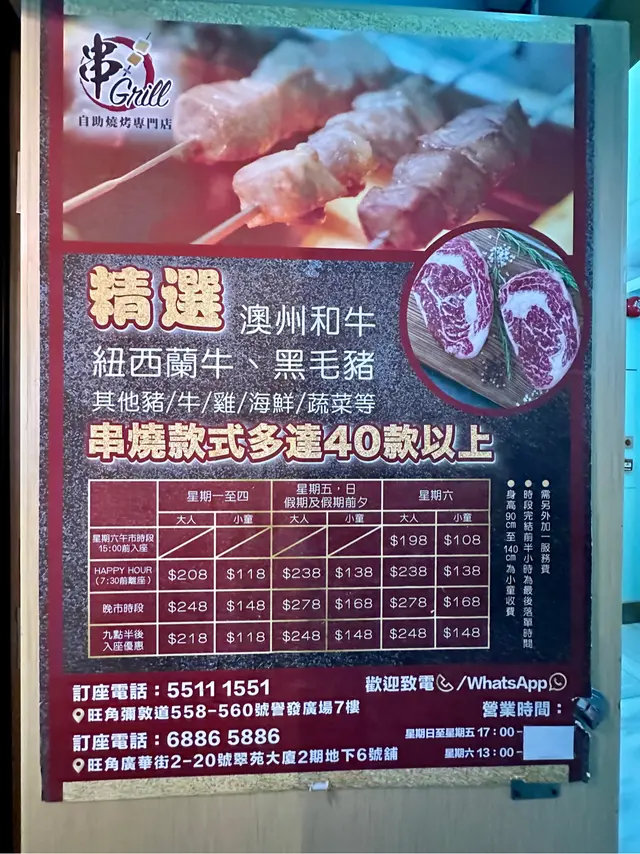 串
Grill
自助燒烤專門店
精選 澳州和牛
紐西蘭牛、黑毛豬
其他豬/牛/雞/海鮮/蔬菜等
串燒款式多達40款以上
星期一至四 星期五,日 假期及假期前夕 星期六
大人 小童 大人 小童 大人 小童
星期六午市時段 15:00前入座 $198 $108
HAPPY HOUR (7:30前離座) $208 $118 $238 $138 $238 $138
晚市時段 $248 $148 $278 $168 $278 $168
九點半後 入座優惠 $218 $118 $248 $148 $248 $148
●需另外加一服務費
●時段完結前半小時為最後落單時間
●身高90cm至140cm為小童收費
訂座電話:5511 1551
歡迎致電/WhatsApp
旺角彌敦道558-560號譽發廣場7樓
營業時間:
訂座電話:6886 5886
星期日至星期五 17:00-
旺角廣華街2-20號翠苑大廈2期地下6號舖
星期六 13:00-